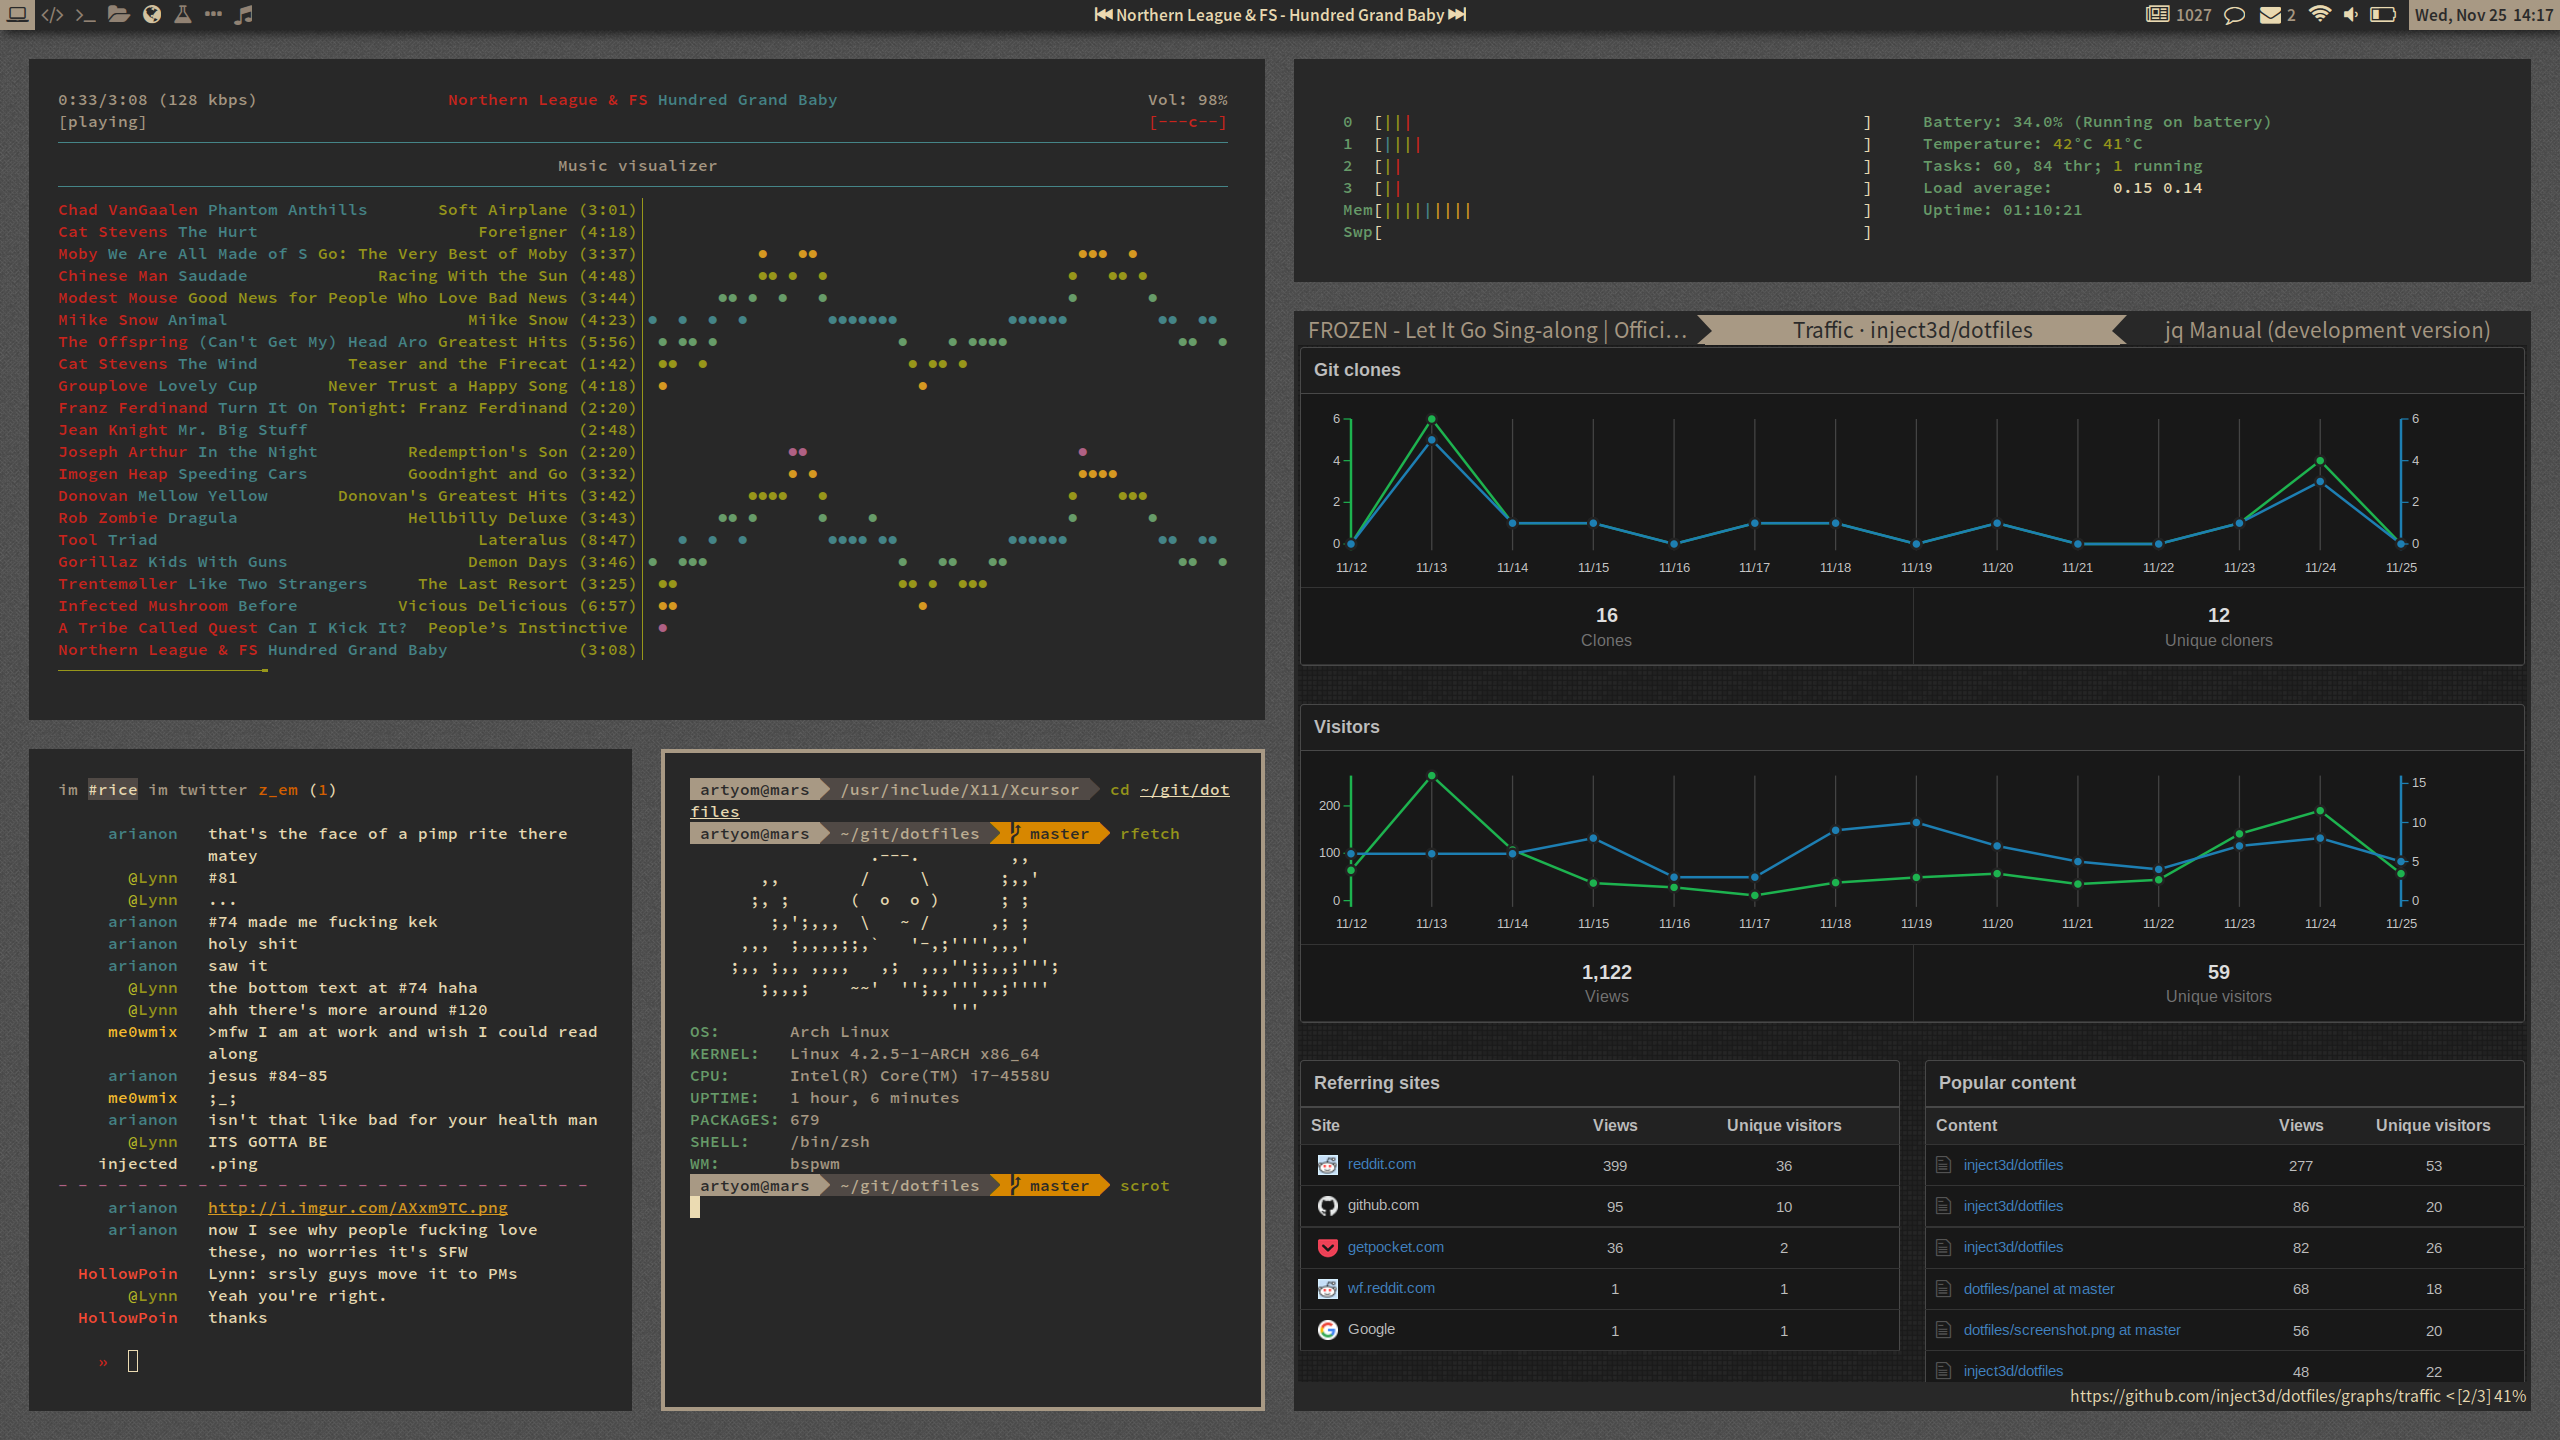 Northern League & FS - Hundred Grand Baby
1027
2
Wed, Nov 25 14:17
0:33/3:08 (128 kbps) Northern League & FS Hundred Grand Baby Vol: 98%
[playing] [---c--]
Music visualizer
Chad VanGaalen Phantom Anthills Soft Airplane (3:01)
Cat Stevens The Hurt Foreigner (4:18)
Moby We Are All Made of S Go: The Very Best of Moby (3:37)
Chinese Man Saudade Racing With the Sun (4:48)
Modest Mouse Good News for People Who Love Bad News (3:44)
Miike Snow Animal Miike Snow (4:23)
The Offspring (Can't Get My) Head Aro Greatest Hits (5:56)
Cat Stevens The Wind Teaser and the Firecat (1:42)
Grouplove Lovely Cup Never Trust a Happy Song (4:18)
Franz Ferdinand Turn It On Tonight: Franz Ferdinand (2:20)
Jean Knight Mr. Big Stuff (2:48)
Joseph Arthur In the Night Redemption's Son (2:20)
Imogen Heap Speeding Cars Goodnight and Go (3:32)
Donovan Mellow Yellow Donovan's Greatest Hits (3:42)
Rob Zombie Dragula Hellbilly Deluxe (3:43)
Tool Triad Lateralus (8:47)
Gorillaz Kids With Guns Demon Days (3:46)
Trentemøller Like Two Strangers The Last Resort (3:25)
Infected Mushroom Before Vicious Delicious (6:57)
A Tribe Called Quest Can I Kick It? People’s Instinctive
Northern League & FS Hundred Grand Baby (3:08)
0 [||| ] Battery: 34.0% (Running on battery)
1 [|||| ] Temperature: 42°C 41°C
2 [|| ] Tasks: 60, 84 thr; 1 running
3 [|| ] Load average: 0.15 0.14
Mem[||||||||| ] Uptime: 01:10:21
Swp[ ]
FROZEN - Let It Go Sing-along | Offici… Traffic · inject3d/dotfiles jq Manual (development version)
Git clones
6 6
4 4
2 2
0 0
11/12 11/13 11/14 11/15 11/16 11/17 11/18 11/19 11/20 11/21 11/22 11/23 11/24 11/25
16 12
Clones Unique cloners
Visitors
15
200
10
100
5
0 0
11/12 11/13 11/14 11/15 11/16 11/17 11/18 11/19 11/20 11/21 11/22 11/23 11/24 11/25
1,122 59
Views Unique visitors
Referring sites
Site Views Unique visitors
reddit.com 399 36
github.com 95 10
getpocket.com 36 2
wf.reddit.com 1 1
Google 1 1
Popular content
Content Views Unique visitors
inject3d/dotfiles 277 53
inject3d/dotfiles 86 20
inject3d/dotfiles 82 26
dotfiles/panel at master 68 18
dotfiles/screenshot.png at master 56 20
inject3d/dotfiles 48 22
https://github.com/inject3d/dotfiles/graphs/traffic < [2/3] 41%
im #rice im twitter z_em (1)
arianon that's the face of a pimp rite there
matey
@Lynn #81
@Lynn ...
arianon #74 made me fucking kek
arianon holy shit
arianon saw it
@Lynn the bottom text at #74 haha
@Lynn ahh there's more around #120
me0wmix >mfw I am at work and wish I could read
along
arianon jesus #84-85
me0wmix ;_;
arianon isn't that like bad for your health man
@Lynn ITS GOTTA BE
injected .ping
arianon http://i.imgur.com/AXxm9TC.png
arianon now I see why people fucking love
these, no worries it's SFW
HollowPoin Lynn: srsly guys move it to PMs
@Lynn Yeah you're right.
HollowPoin thanks
»
artyom@mars /usr/include/X11/Xcursor cd ~/git/dot
files
artyom@mars ~/git/dotfiles master rfetch
OS: Arch Linux
KERNEL: Linux 4.2.5-1-ARCH x86_64
CPU: Intel(R) Core(TM) i7-4558U
UPTIME: 1 hour, 6 minutes
PACKAGES: 679
SHELL: /bin/zsh
WM: bspwm
artyom@mars ~/git/dotfiles master scrot